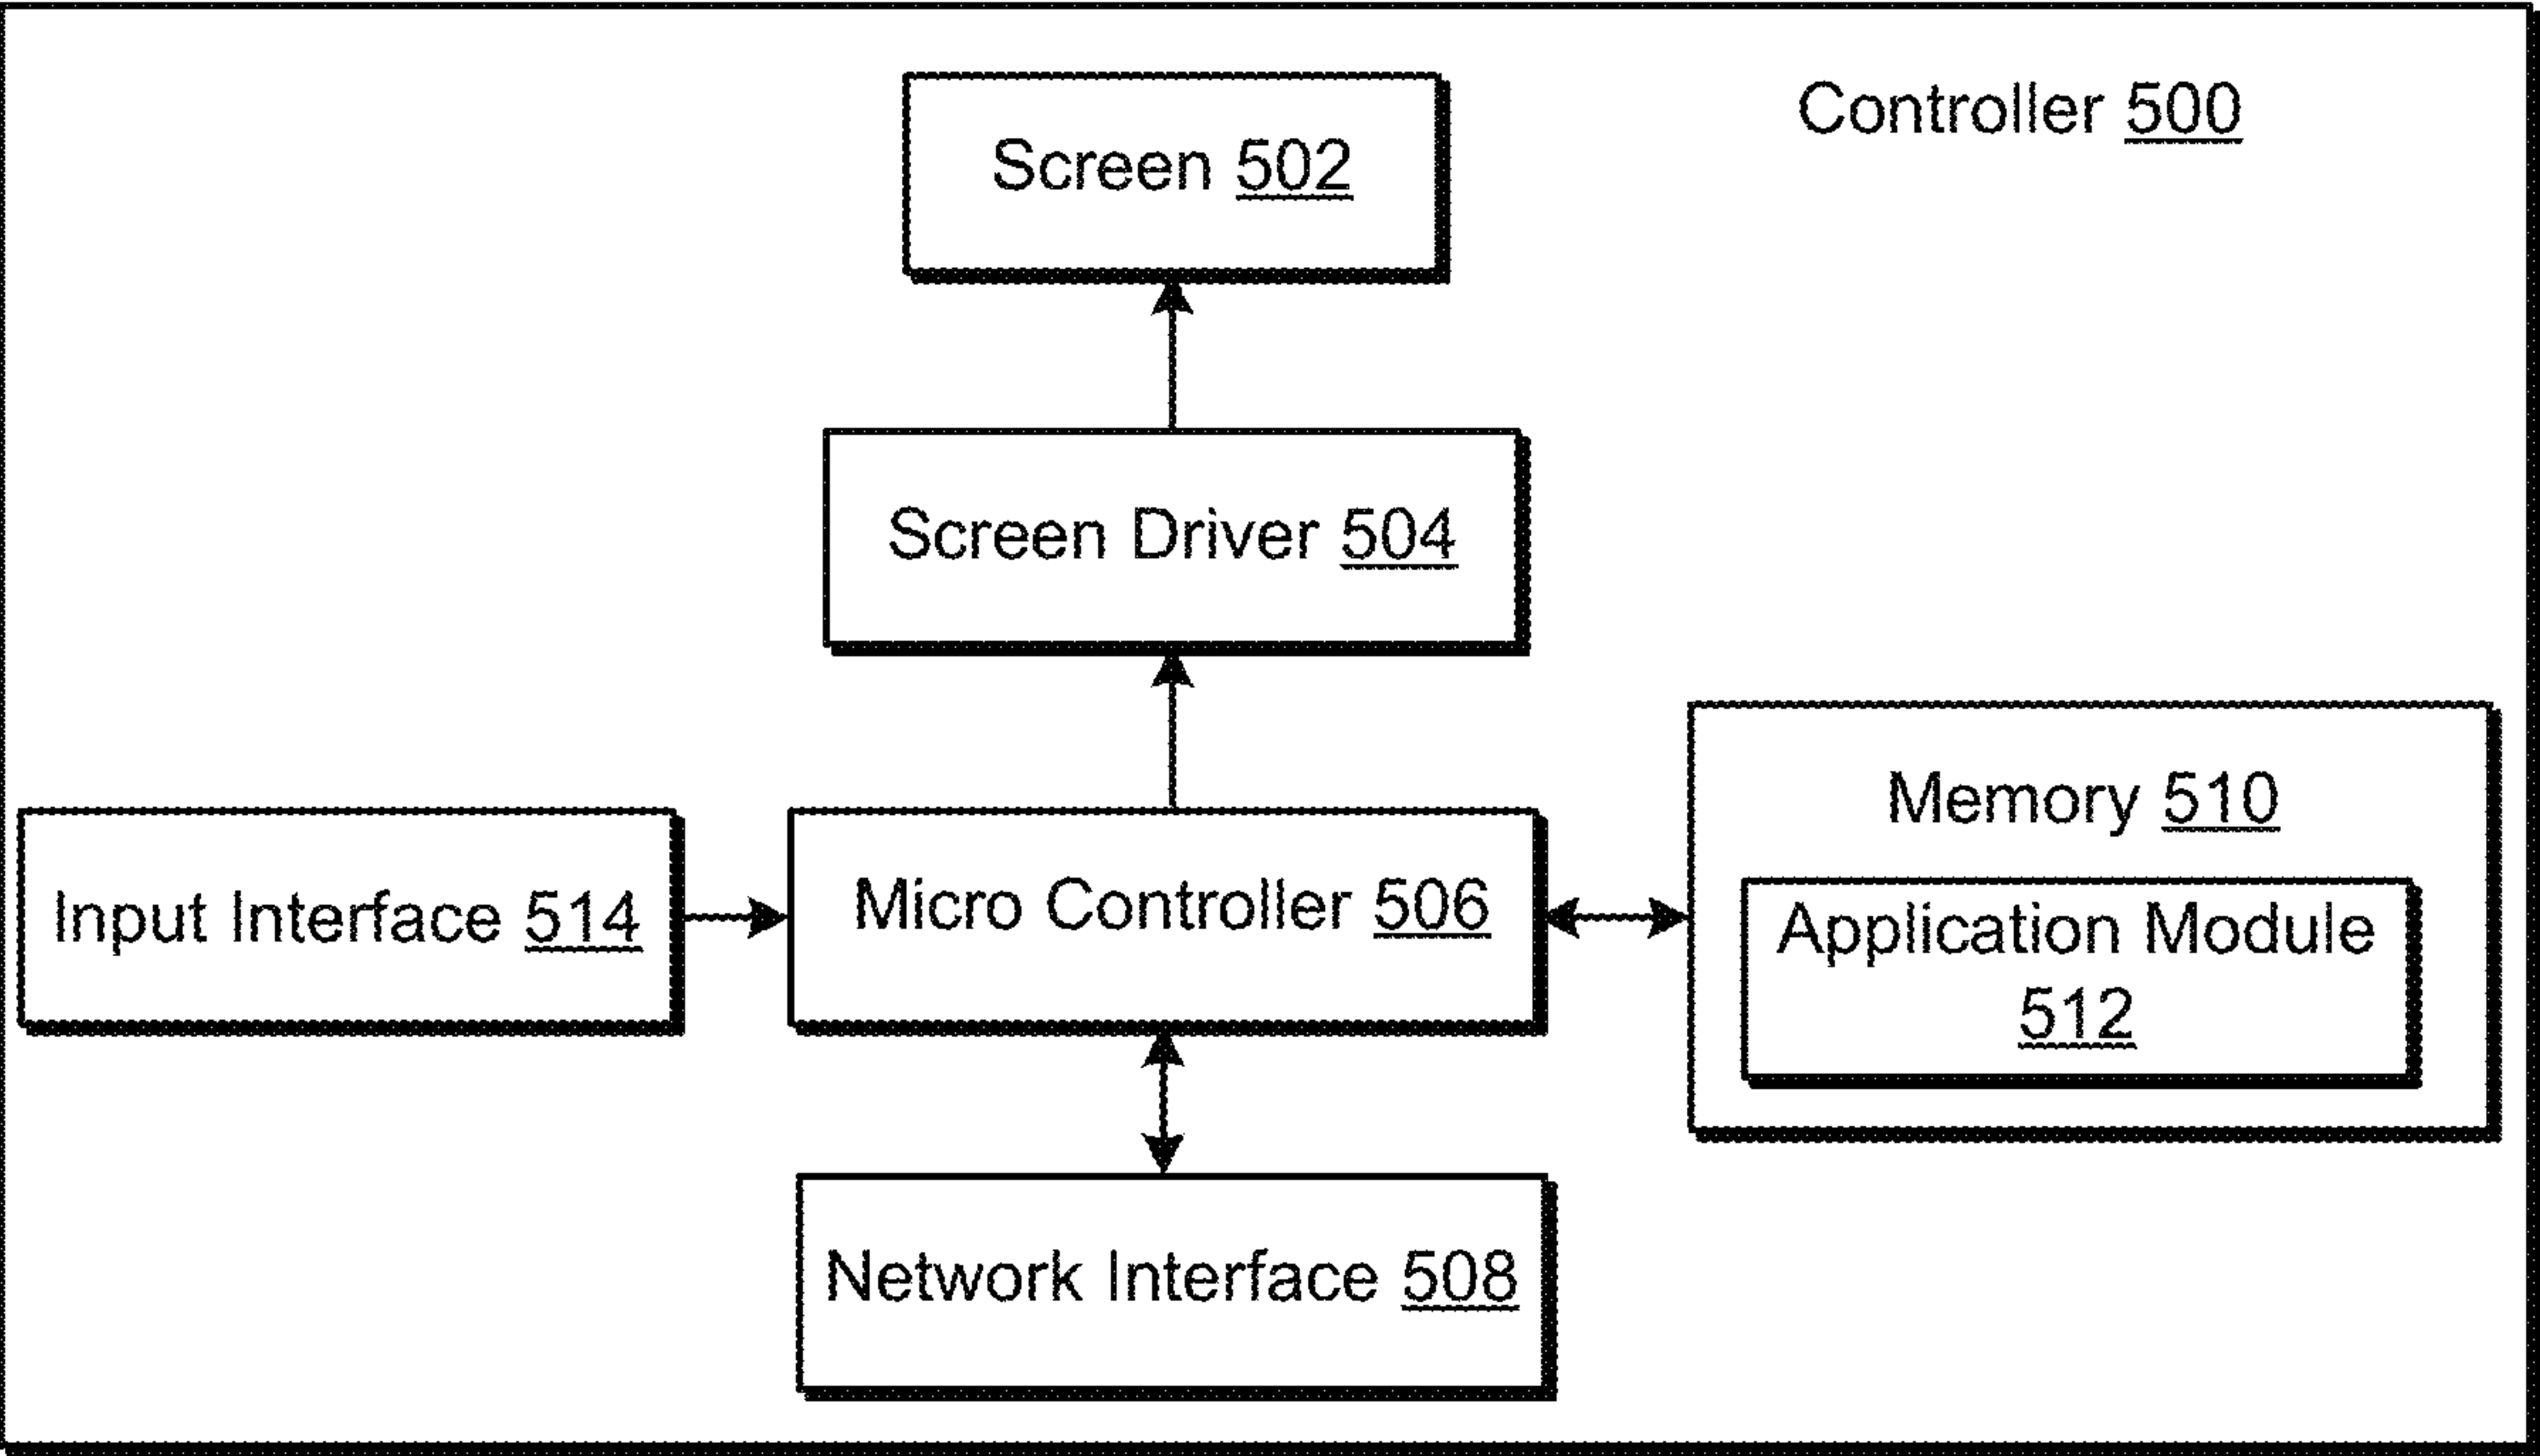 Controller 500
Screen 502
Screen Driver 504
Memory 510
Input Interface 514
Micro Controller 506
Application Module
512
Network Interface 508